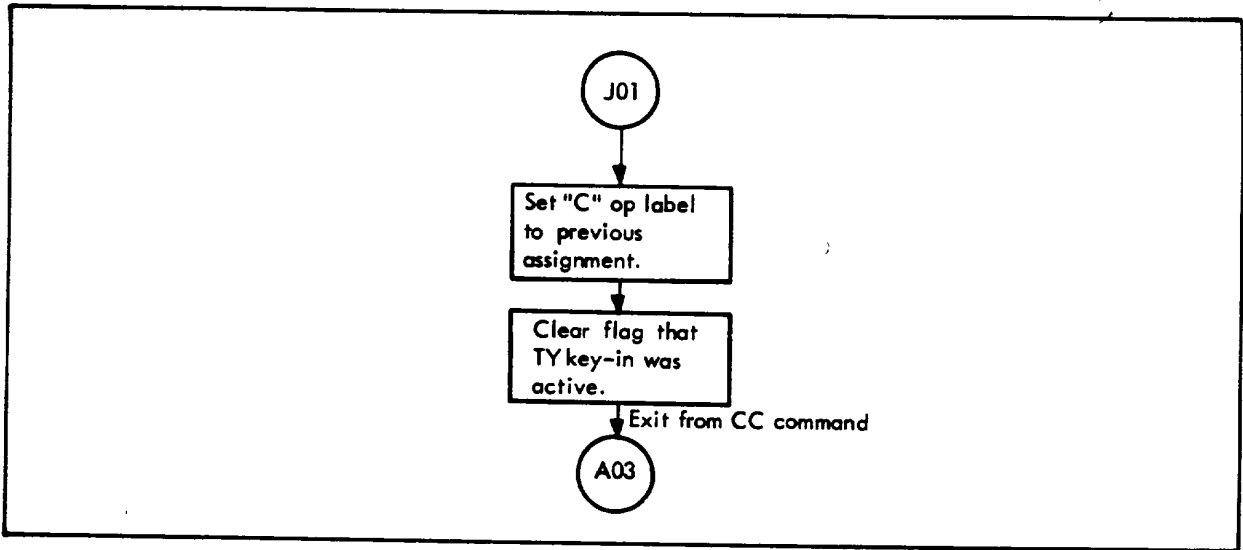 J01
Set "C" op label
to previous
assignment.
Clear flag that
TY key-in was
active.
Exit from CC command
A03